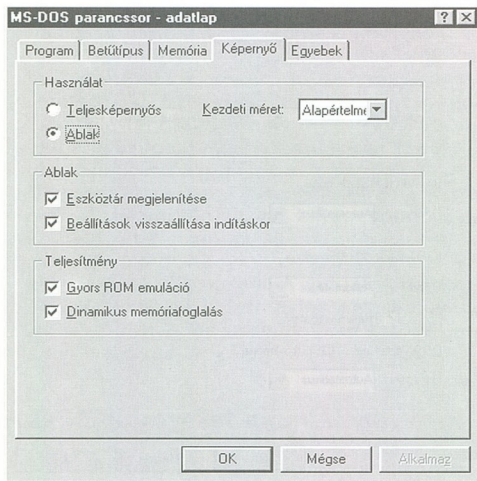 MS-DOS parancssor - adatlap
Program Betűtípus Memória Képernyő Egyebek
Használat
Teljesképernyős Kezdeti méret: Alapértelme
Ablak
Ablak
Eszköztár megjelenítése
Beállítások visszaállítása indításkor
Teljesítmény
Gyors ROM emuláció
Dinamikus memóriafoglalás
OK Mégse Alkalmaz